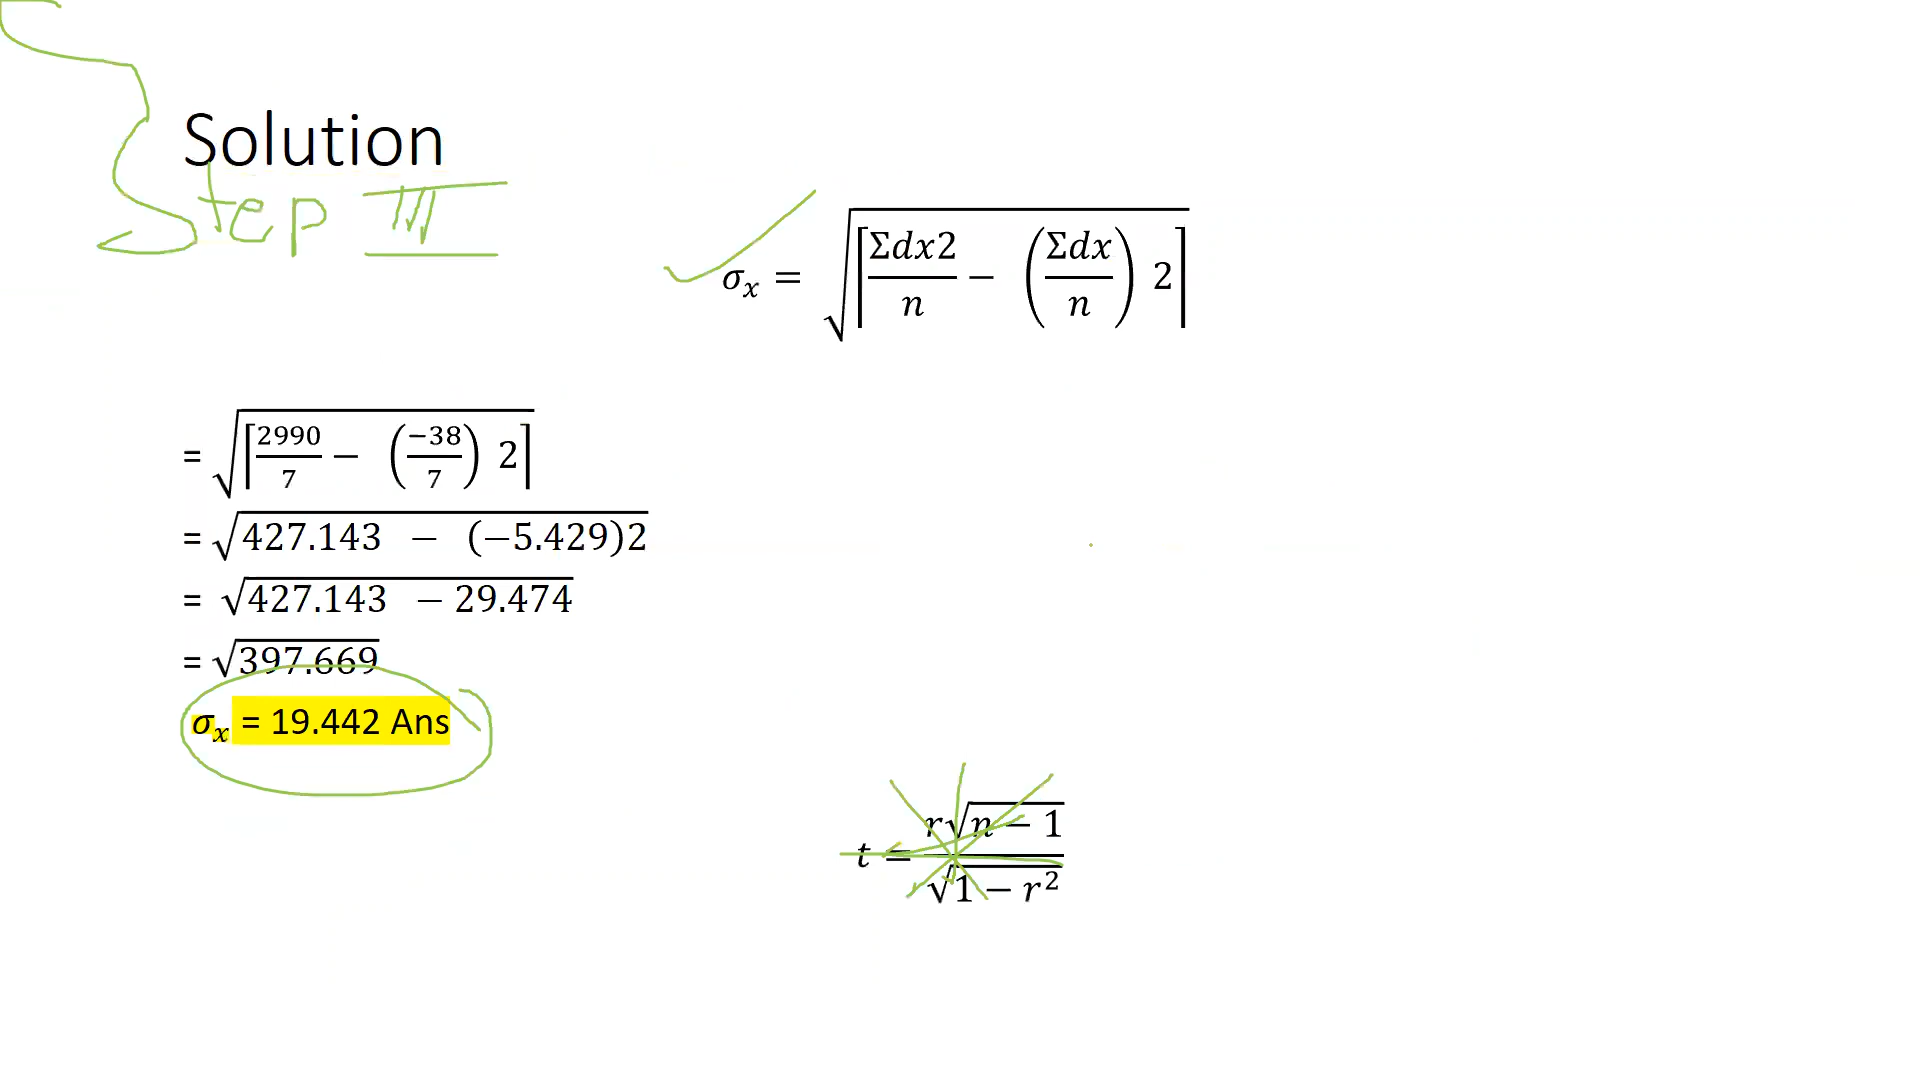 Solution
Step III
σₓ = √[Σdx2/n − (Σdx/n) 2]
= √[2990/7 − (−38/7) 2]
= √427.143 − (−5.429)2
= √427.143 − 29.474
= √397.669
σₓ = 19.442 Ans
t = r√n − 1 / √1 − r²